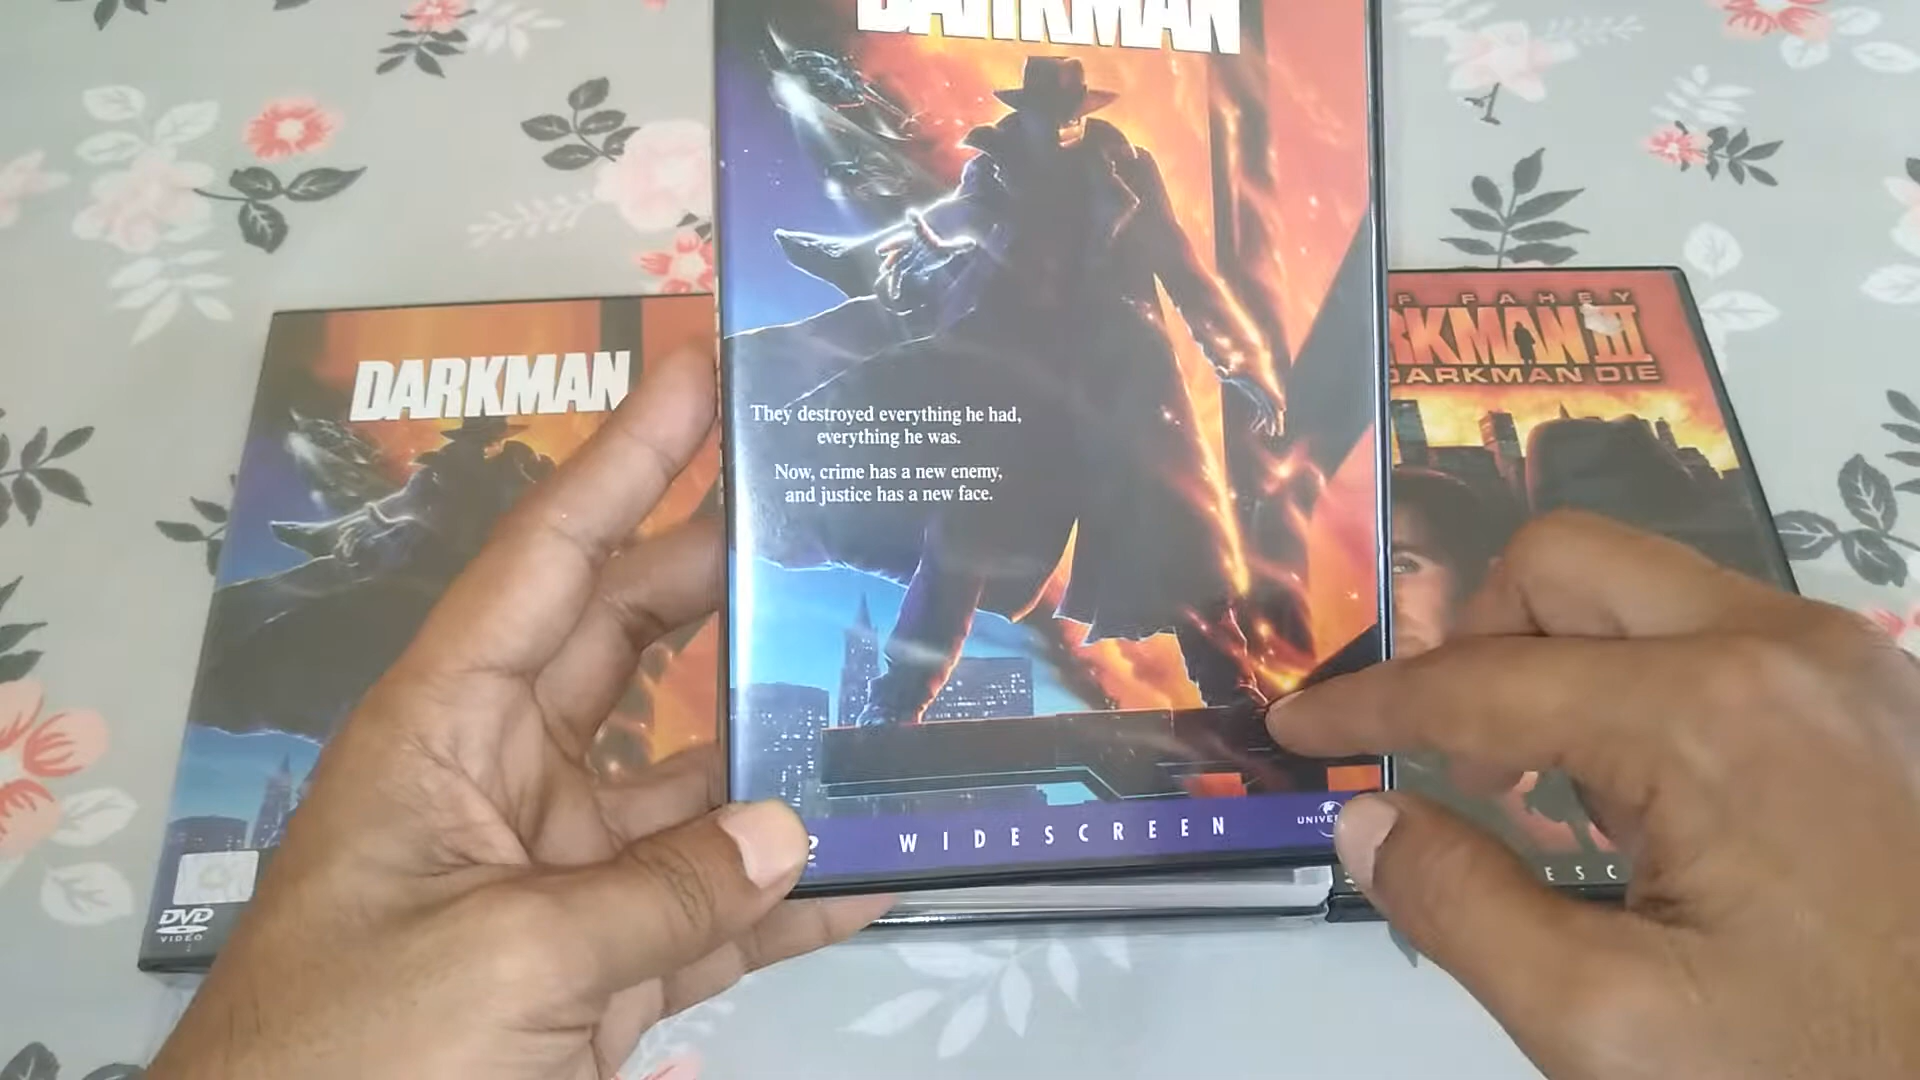 DARKMAN
They destroyed everything he had,
everything he was.
Now, crime has a new enemy,
and justice has a new face.
WIDESCREEN
DARKMAN
DVD
VIDEO
FAHEY
III
DARKMAN DIE